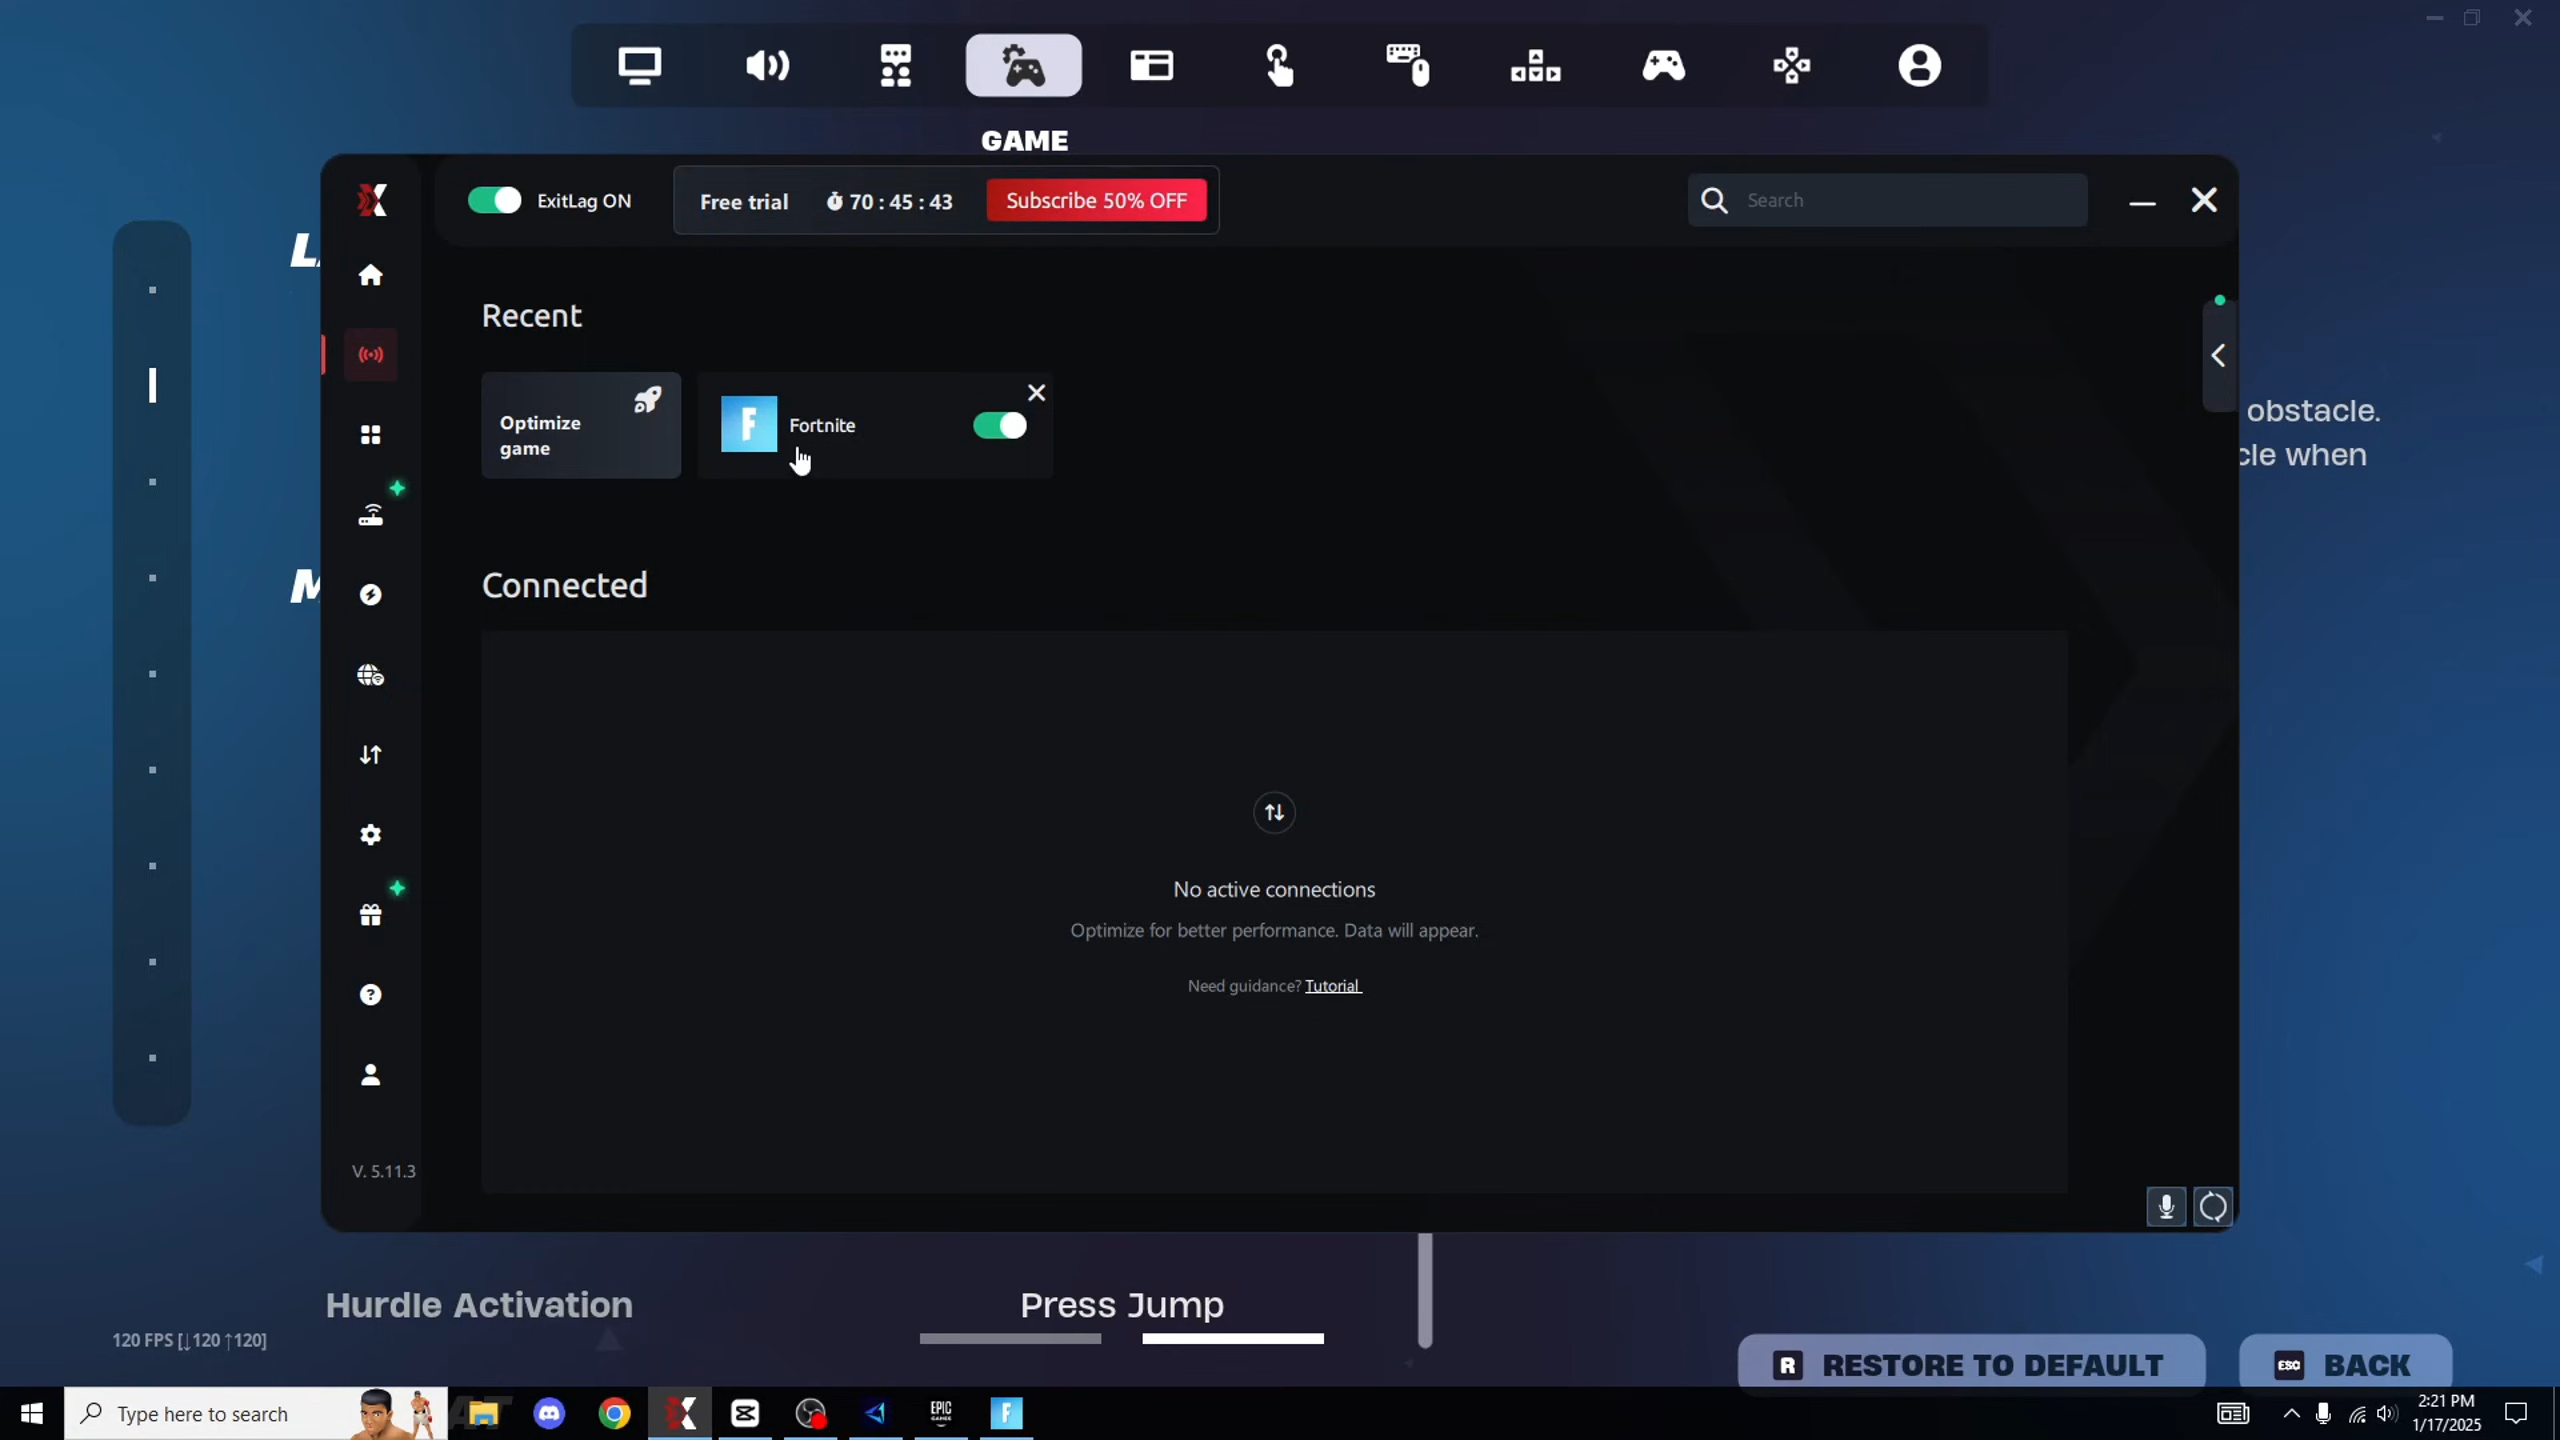 GAME
ExitLag ON
Free trial
70 : 45 : 43
Subscribe 50% OFF
Search
Recent
Optimize
game
F
Fortnite
obstacle.
when
Connected
No active connections
Optimize for better performance. Data will appear.
Need guidance? Tutorial
V. 5.11.3
Hurdle Activation
Press Jump
120 FPS [↓120 ↑120]
R RESTORE TO DEFAULT
ESC BACK
Type here to search
EPIC
GAMES
F
2:21 PM
1/17/2025